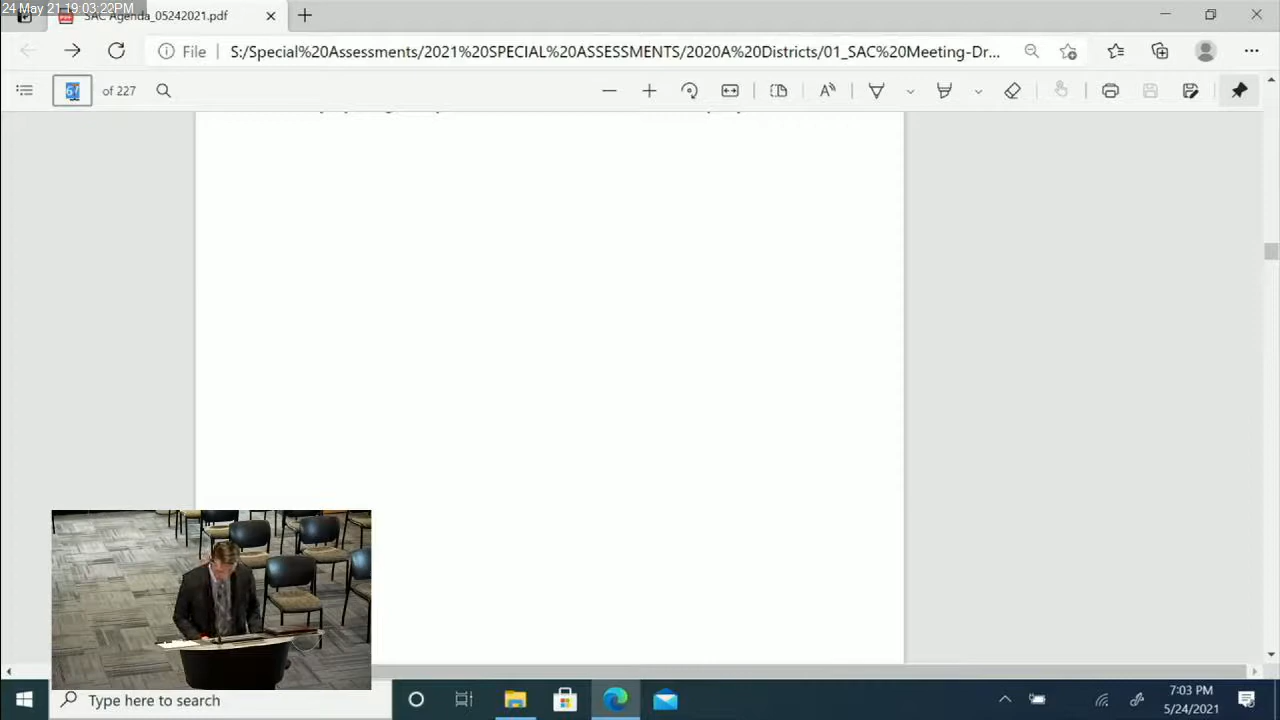 24 May 21 19:03:22PM
SAC Agenda_05242021.pdf
File
S:/Special%20Assessments/2021%20SPECIAL%20ASSESSMENTS/2020A%20Districts/01_SAC%20Meeting-Dr...
67 of 227
Type here to search
7:03 PM
5/24/2021